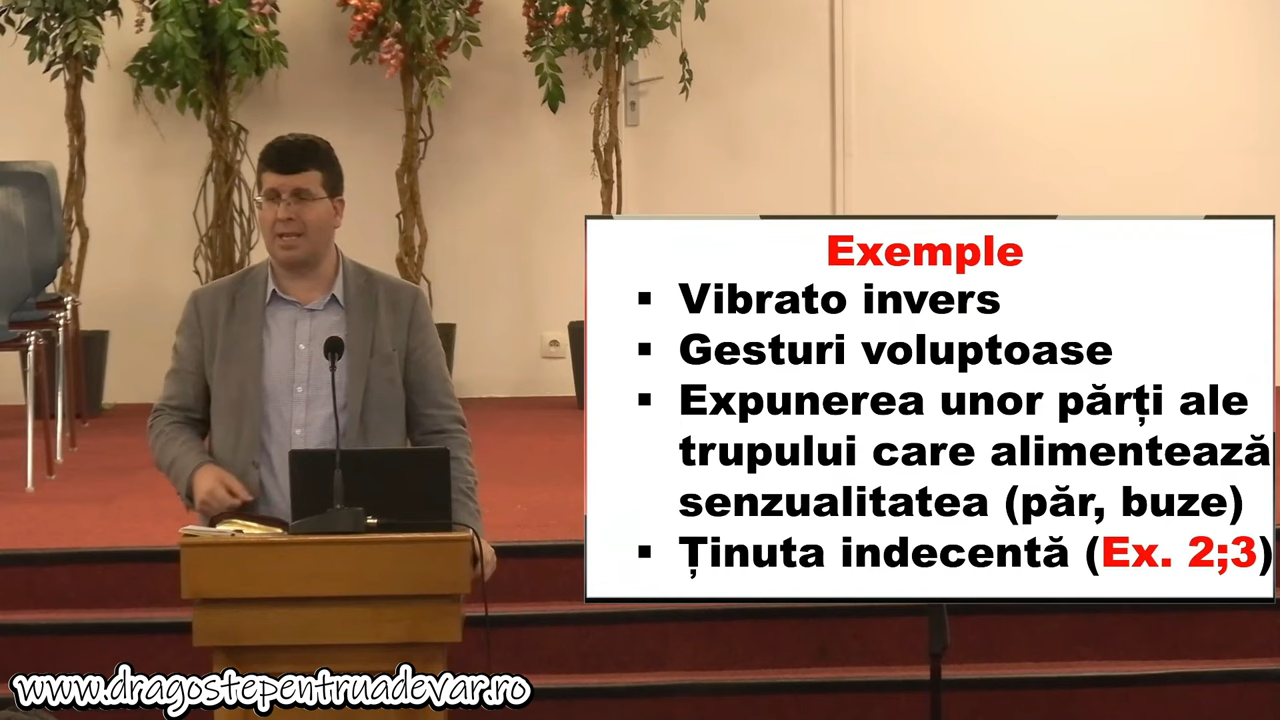 Exemple
▪ Vibrato invers
▪ Gesturi voluptoase
▪ Expunerea unor părți ale
trupului care alimentează
senzualitatea (păr, buze)
▪ Ținuta indecentă (Ex. 2;3)
www.dragostepentruadevar.ro